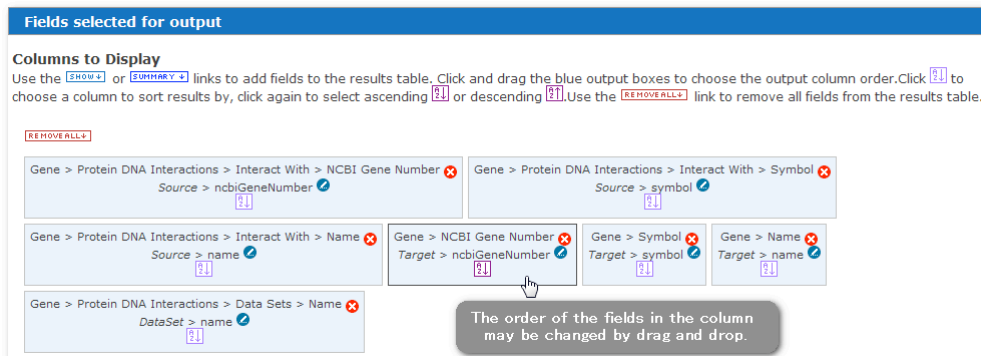 Fields selected for output
Columns to Display
Use the SHOW or SUMMARY links to add fields to the results table. Click and drag the blue output boxes to choose the output column order.Click to
choose a column to sort results by, click again to select ascending or descending .Use the REMOVE ALL link to remove all fields from the results table.
REMOVE ALL
Gene > Protein DNA Interactions > Interact With > NCBI Gene Number
Source > ncbiGeneNumber
Gene > Protein DNA Interactions > Interact With > Symbol
Source > symbol
Gene > Protein DNA Interactions > Interact With > Name
Source > name
Gene > NCBI Gene Number
Target > ncbiGeneNumber
Gene > Symbol
Target > symbol
Gene > Name
Target > name
Gene > Protein DNA Interactions > Data Sets > Name
DataSet > name
The order of the fields in the column
may be changed by drag and drop.